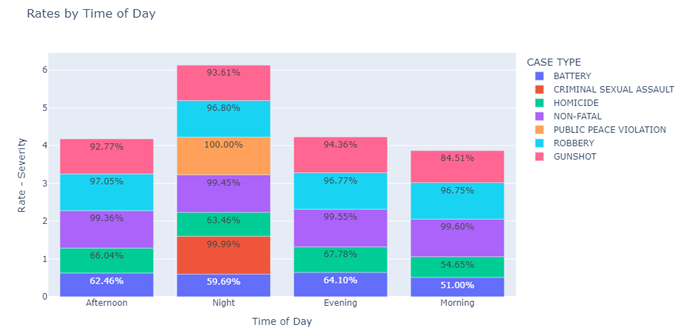 Rates by Time of Day
CASE TYPE
BATTERY
CRIMINAL SEXUAL ASSAULT
HOMICIDE
NON-FATAL
PUBLIC PEACE VIOLATION
ROBBERY
GUNSHOT
Rate - Severity
6
5
4
3
2
1
0
92.77%
97.05%
99.36%
66.04%
62.46%
93.61%
96.80%
100.00%
99.45%
63.46%
99.99%
59.69%
94.36%
96.77%
99.55%
67.78%
64.10%
84.51%
96.75%
99.60%
54.65%
51.00%
Afternoon
Night
Evening
Morning
Time of Day